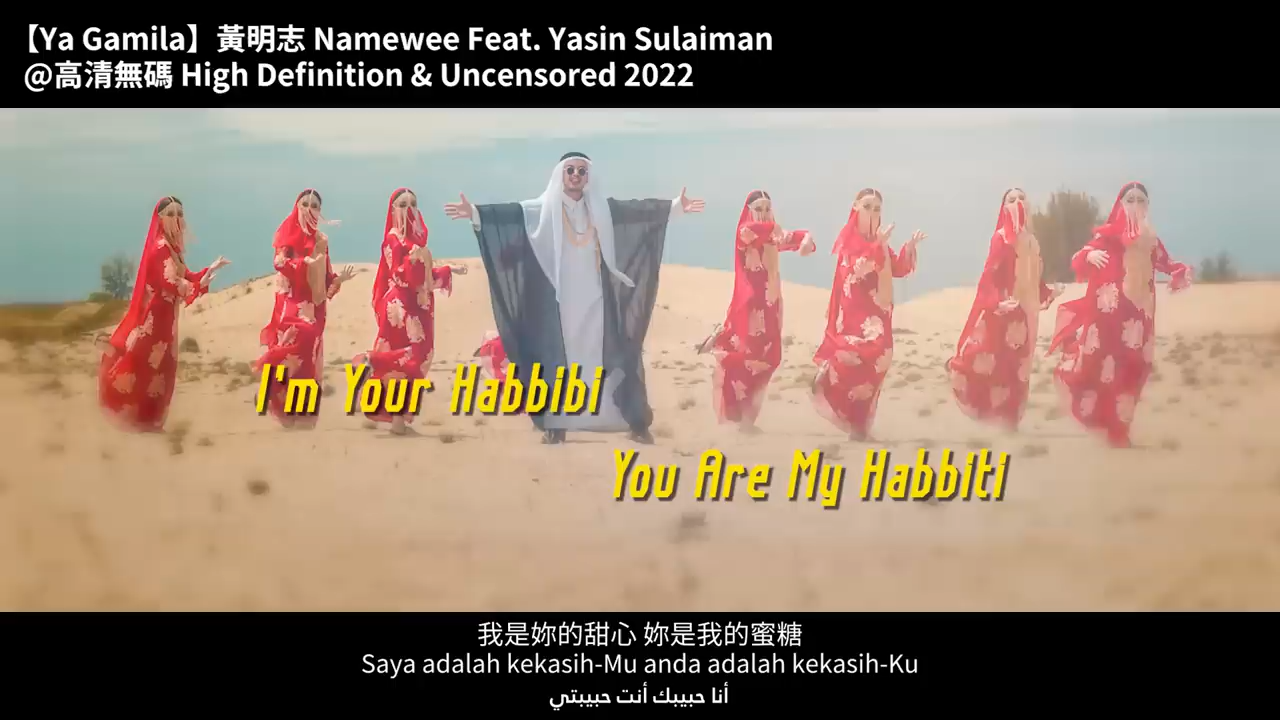 【Ya Gamila】黃明志 Namewee Feat. Yasin Sulaiman
@高清無碼 High Definition & Uncensored 2022
I'm Your Habbibi
You Are My Habbiti
我是妳的甜心 妳是我的蜜糖
Saya adalah kekasih-Mu anda adalah kekasih-Ku
أنا حبيبك أنت حبيبتي